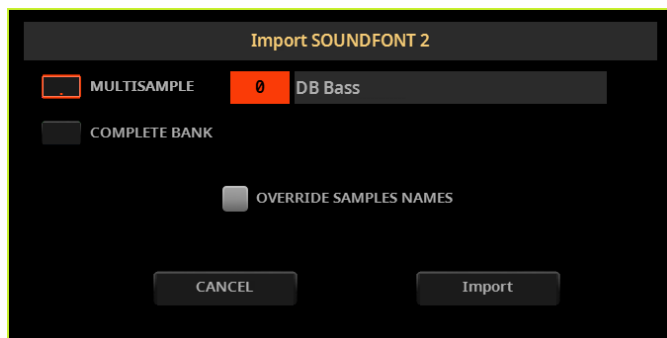 Import SOUNDFONT 2
MULTISAMPLE 0 DB Bass
COMPLETE BANK
OVERRIDE SAMPLES NAMES
CANCEL Import